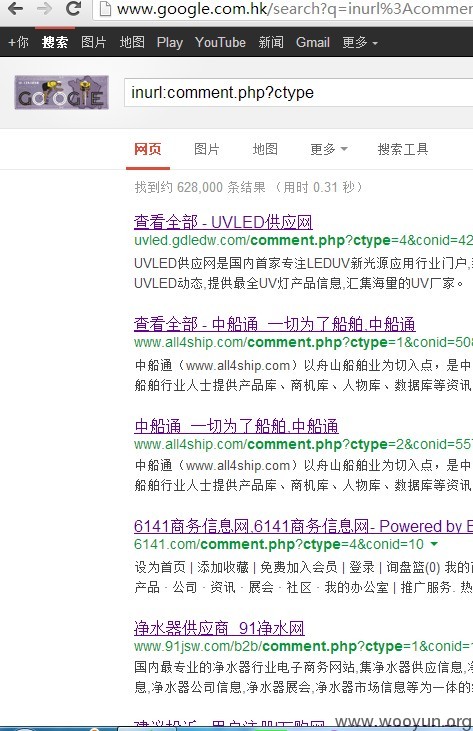 www.google.com.hk/search?q=inurl%3Acommer
+你 搜索 图片 地图 Play YouTube 新闻 Gmail 更多
GOOGLE
inurl:comment.php?ctype
网页 图片 地图 更多 搜索工具
找到约 628,000 条结果 （用时 0.31 秒）
查看全部 - UVLED供应网
uvled.gdledw.com/comment.php?ctype=4&conid=42
UVLED供应网是国内首家专注LEDUV新光源应用行业门户,
UVLED动态,提供最全UV灯产品信息,汇集海量的UV厂家。
查看全部 - 中船通_一切为了船舶,中船通
www.all4ship.com/comment.php?ctype=1&conid=508
中船通（www.all4ship.com）以舟山船舶业为切入点，是中
船舶行业人士提供产品库、商机库、人物库、数据库等资讯
中船通_一切为了船舶,中船通
www.all4ship.com/comment.php?ctype=2&conid=557
中船通（www.all4ship.com）以舟山船舶业为切入点，是中
船舶行业人士提供产品库、商机库、人物库、数据库等资讯
6141商务信息网,6141商务信息网- Powered by E
6141.com/comment.php?ctype=4&conid=10
设为首页 | 添加收藏 | 免费加入会员 | 登录 | 询盘篮(0) 我的
产品 · 公司 · 资讯 · 展会 · 社区 · 我的办公室 | 推广服务. 热
净水器供应商_91净水网
www.91jsw.com/b2b/comment.php?ctype=1&conid=
国内最专业的净水器行业电子商务网站,集净水器供应信息,
息,净水器公司信息,净水器展会,净水器市场信息等为一体的
建议投诉 - 用户注册|万购网
www.wooyun.org